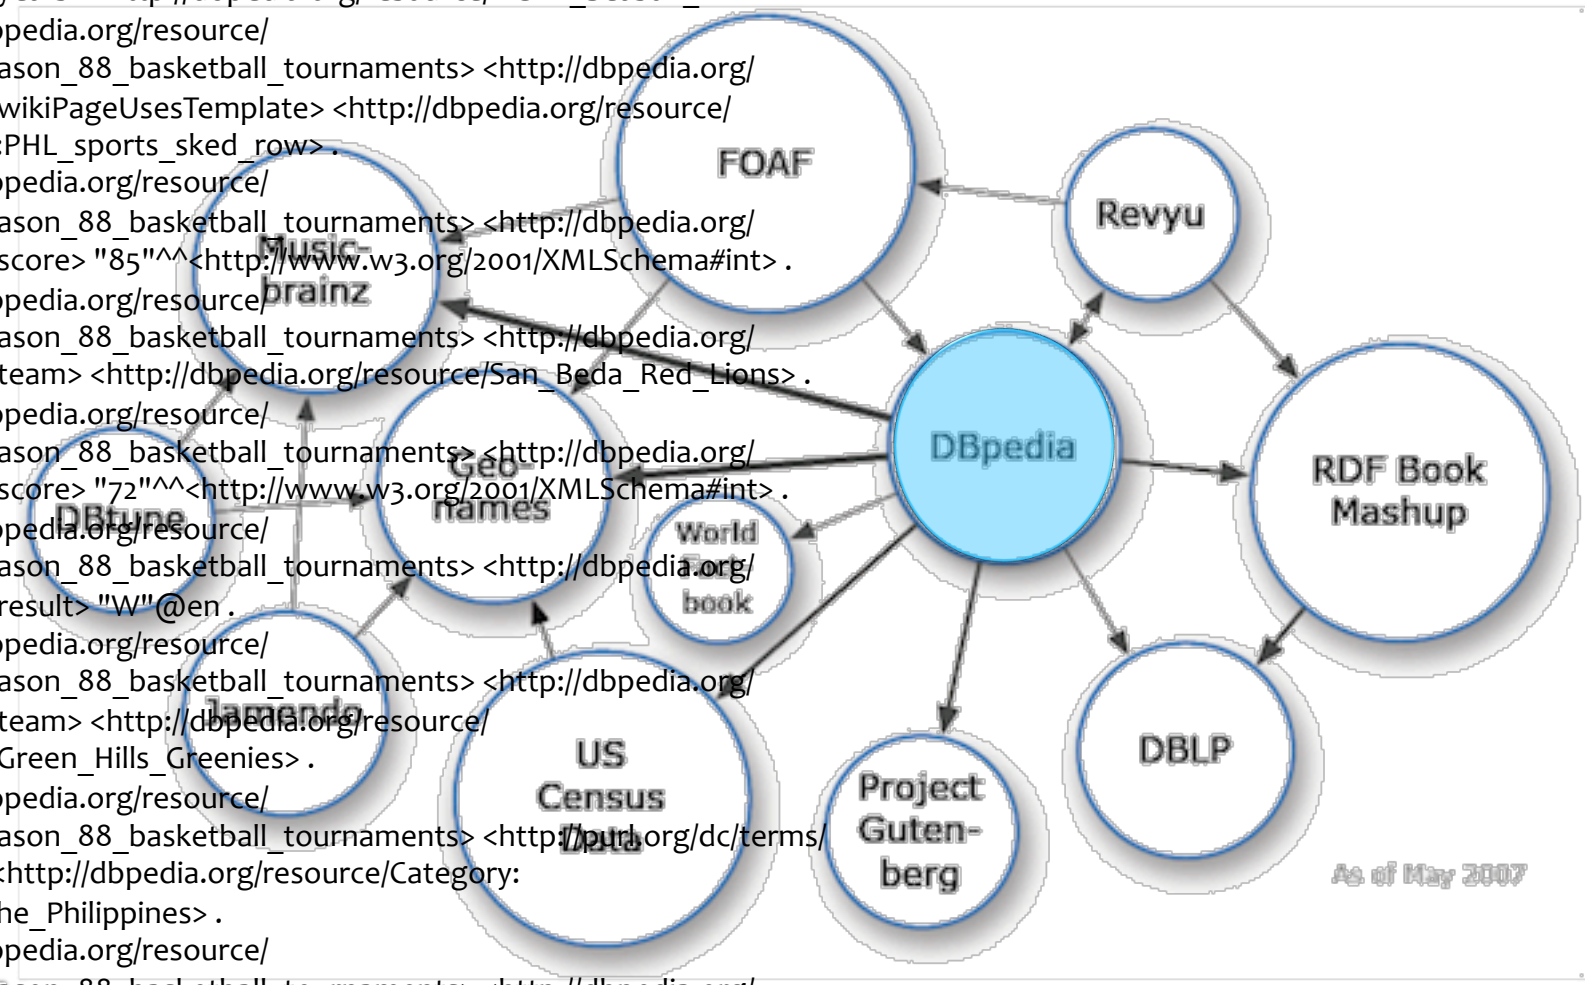 pedia.org/resource/
ason_88_basketball_tournaments> <http://dbpedia.org/
wikiPageUsesTemplate> <http://dbpedia.org/resource/
:PHL_sports_sked_row> .
pedia.org/resource/
ason_88_basketball_tournaments> <http://dbpedia.org/
score> "85"^^<http://www.w3.org/2001/XMLSchema#int> .
pedia.org/resource/
ason_88_basketball_tournaments> <http://dbpedia.org/
team> <http://dbpedia.org/resource/San_Beda_Red_Lions> .
pedia.org/resource/
ason_88_basketball_tournaments> <http://dbpedia.org/
score> "72"^^<http://www.w3.org/2001/XMLSchema#int> .
pedia.org/resource/
ason_88_basketball_tournaments> <http://dbpedia.org/
result> "W"@en .
pedia.org/resource/
ason_88_basketball_tournaments> <http://dbpedia.org/
team> <http://dbpedia.org/resource/
Green_Hills_Greenies> .
pedia.org/resource/
ason_88_basketball_tournaments> <http://purl.org/dc/terms/
<http://dbpedia.org/resource/Category:
he_Philippines> .
pedia.org/resource/
FOAF
Revyu
Music-
brainz
DBpedia
RDF Book
Mashup
Geo-
names
DBtune
World
book
Jamendo
US
Census
Data
Project
Guten-
berg
DBLP
As of May 2007